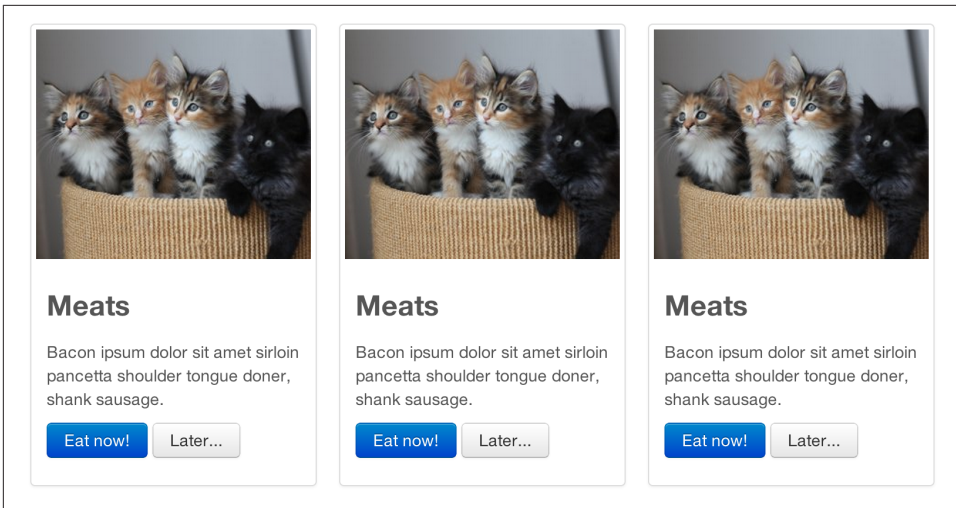 Meats
Bacon ipsum dolor sit amet sirloin
pancetta shoulder tongue doner,
shank sausage.
Eat now! Later...
Meats
Bacon ipsum dolor sit amet sirloin
pancetta shoulder tongue doner,
shank sausage.
Eat now! Later...
Meats
Bacon ipsum dolor sit amet sirloin
pancetta shoulder tongue doner,
shank sausage.
Eat now! Later...